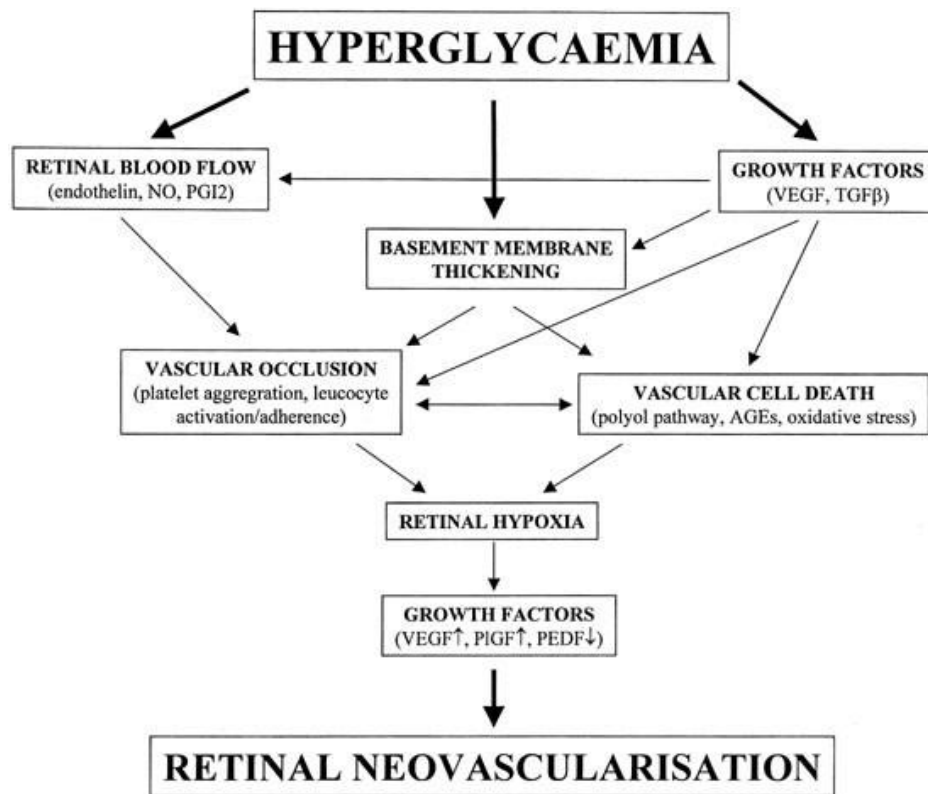 HYPERGLYCAEMIA
RETINAL BLOOD FLOW
(endothelin, NO, PGI2)
GROWTH FACTORS
(VEGF, TGFβ)
BASEMENT MEMBRANE
THICKENING
VASCULAR OCCLUSION
(platelet aggregration, leucocyte
activation/adherence)
VASCULAR CELL DEATH
(polyol pathway, AGEs, oxidative stress)
RETINAL HYPOXIA
GROWTH FACTORS
(VEGF↑, PlGF↑, PEDF↓)
RETINAL NEOVASCULARISATION